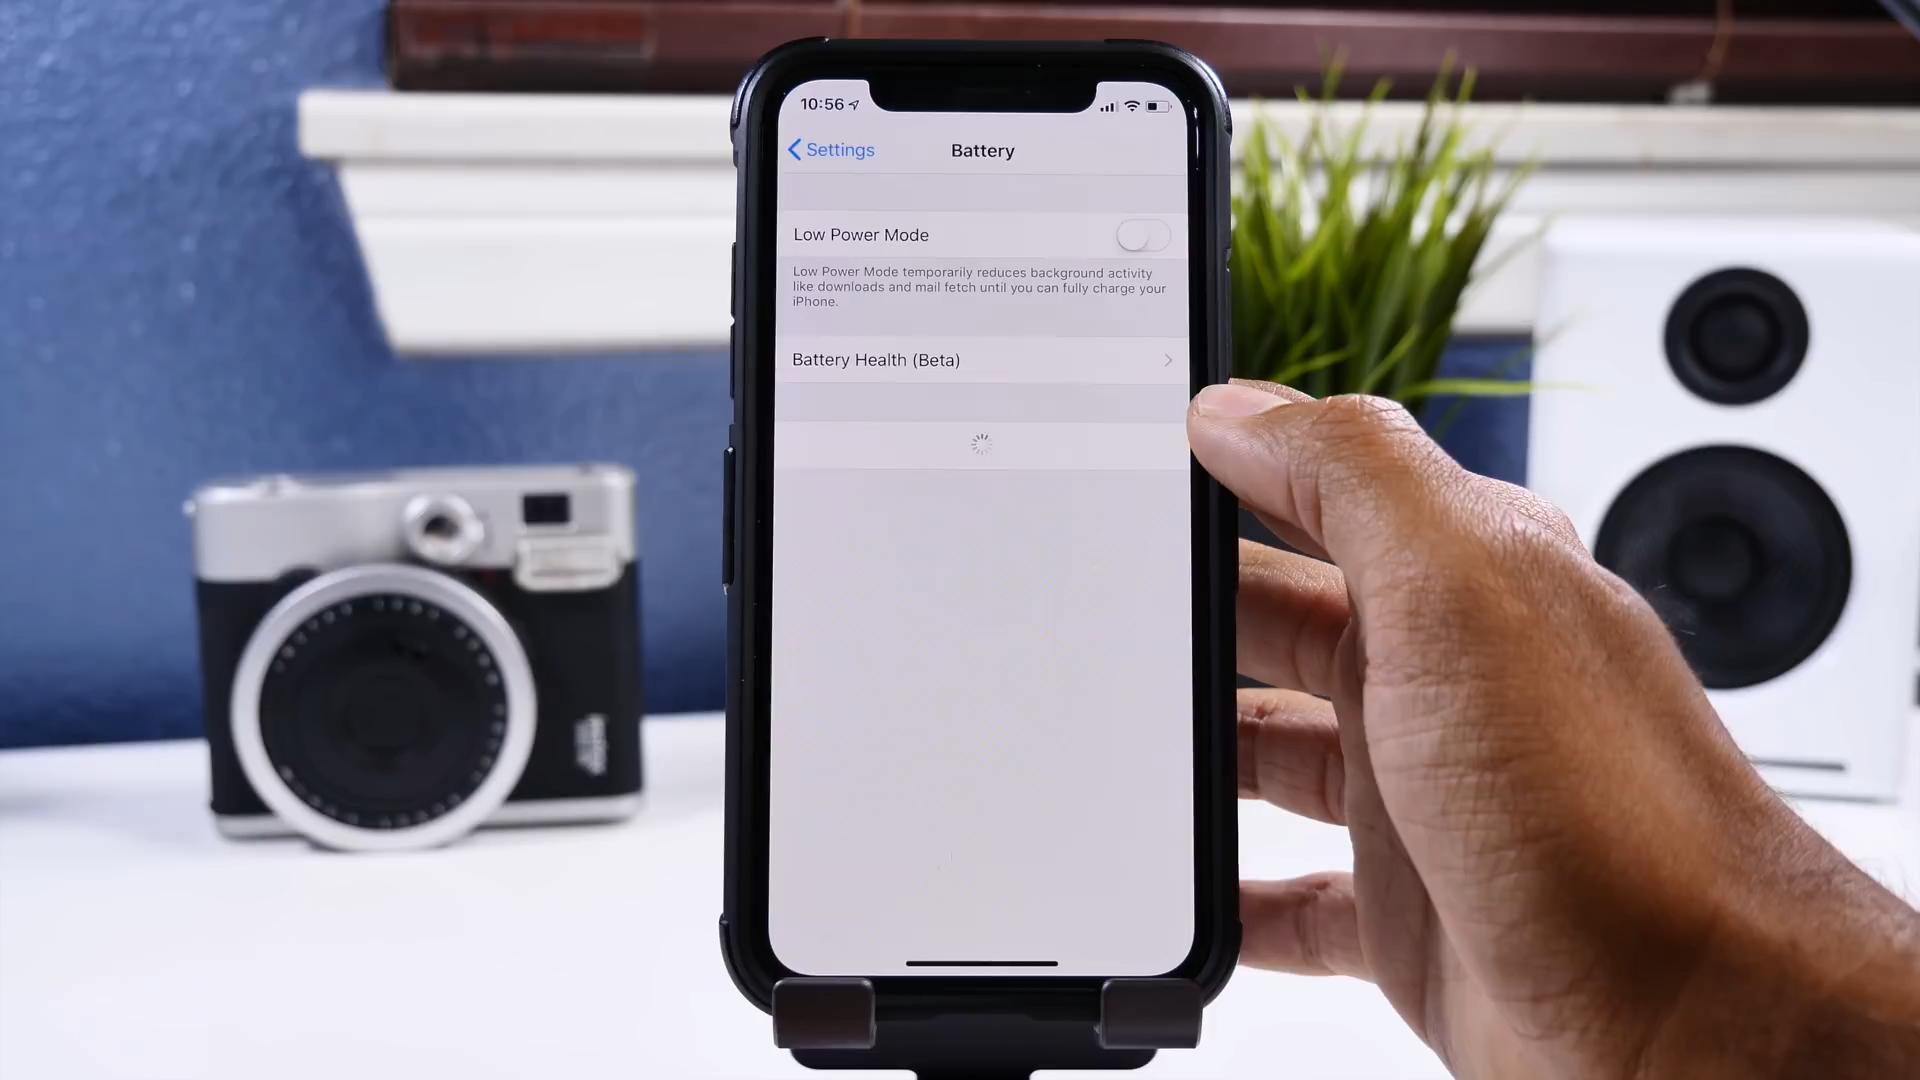 10:56
Settings
Battery
Low Power Mode
Low Power Mode temporarily reduces background activity
like downloads and mail fetch until you can fully charge your
iPhone.
Battery Health (Beta)